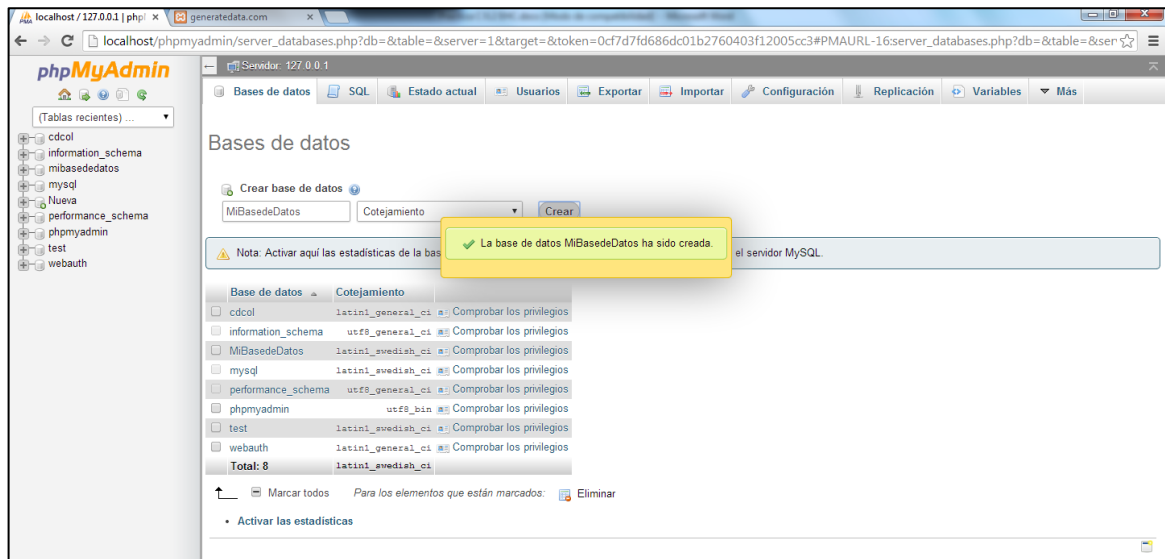 localhost / 127.0.0.1 | phpl
generatedata.com
localhost/phpmyadmin/server_databases.php?db=&table=&server=1&target=&token=0cf7d7fd686dc01b2760403f12005cc3#PMAURL-16:server_databases.php?db=&table=&ser
phpMyAdmin
(Tablas recientes) ...
cdcol
information_schema
mibasededatos
mysql
Nueva
performance_schema
phpmyadmin
test
webauth
Servidor: 127.0.0.1
Bases de datos SQL Estado actual Usuarios Exportar Importar Configuración Replicación Variables Más
Bases de datos
Crear base de datos
MiBasedeDatos Cotejamiento Crear
La base de datos MiBasedeDatos ha sido creada.
Nota: Activar aquí las estadísticas de la bas el servidor MySQL.
Base de datos Cotejamiento
cdcol latin1_general_ci Comprobar los privilegios
information_schema utf8_general_ci Comprobar los privilegios
MiBasedeDatos latin1_swedish_ci Comprobar los privilegios
mysql latin1_swedish_ci Comprobar los privilegios
performance_schema utf8_general_ci Comprobar los privilegios
phpmyadmin utf8_bin Comprobar los privilegios
test latin1_swedish_ci Comprobar los privilegios
webauth latin1_general_ci Comprobar los privilegios
Total: 8 latin1_swedish_ci
Marcar todos Para los elementos que están marcados: Eliminar
Activar las estadísticas